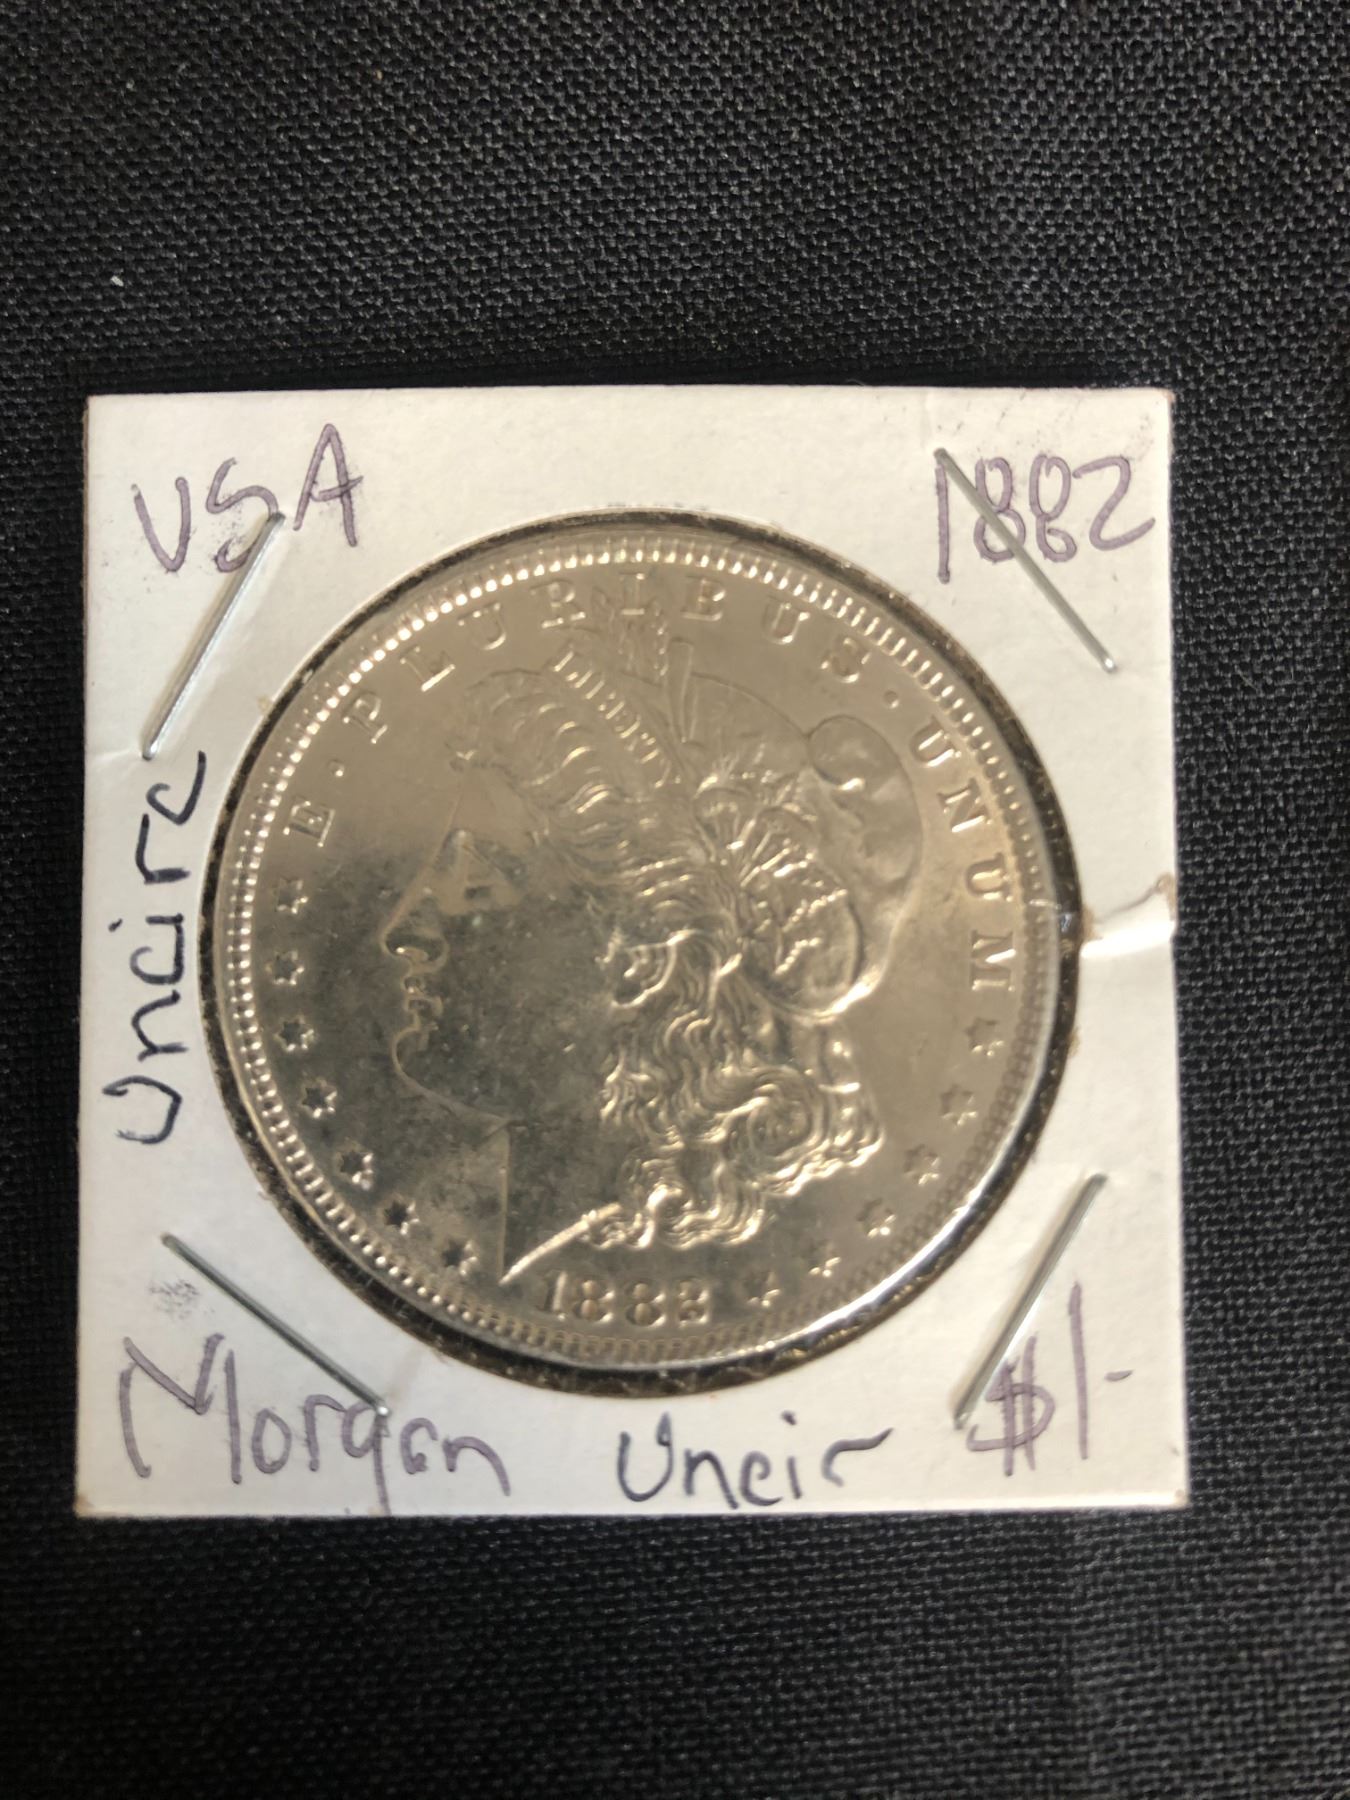 USA
1882
Uncirc
E · PLURIBUS · UNUM
LIBERTY
1882
Morgan
Uncir
$1-